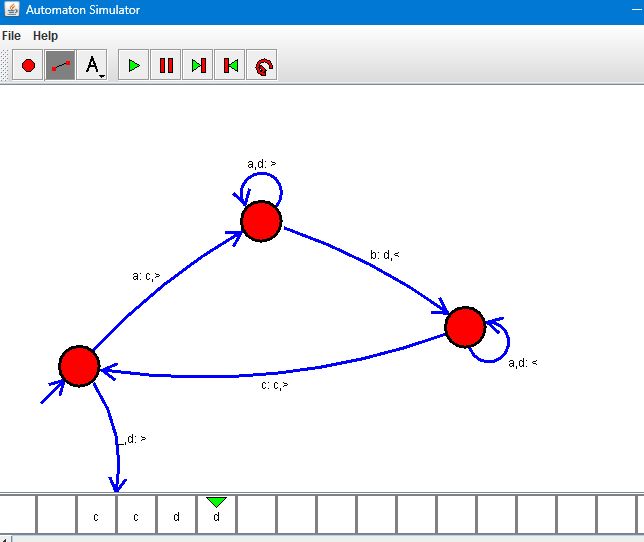 Automaton Simulator
File Help
A
a,d: >
b: d,<
a: c,>
a,d: <
c: c,>
_,d: >
c c d d